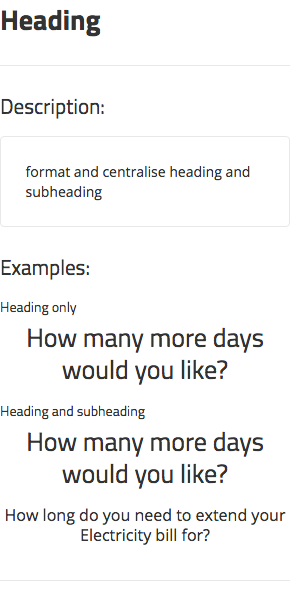 Heading
Description:
format and centralise heading and
subheading
Examples:
Heading only
How many more days
would you like?
Heading and subheading
How many more days
would you like?
How long do you need to extend your
Electricity bill for?